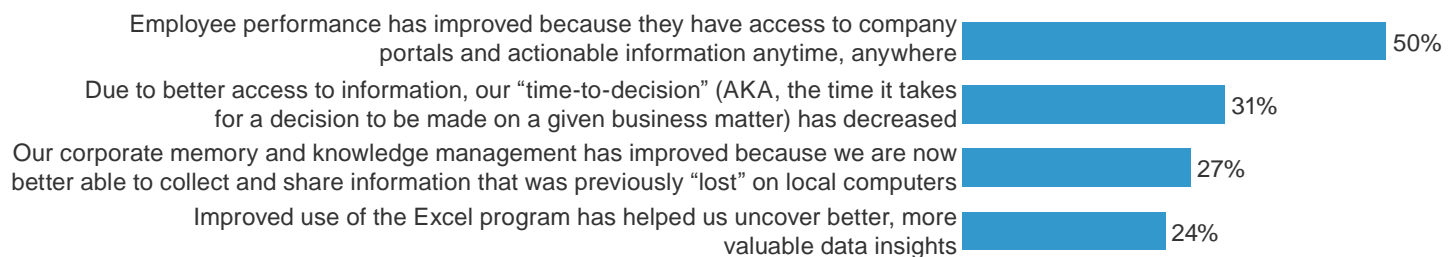 Employee performance has improved because they have access to company
portals and actionable information anytime, anywhere
50%
Due to better access to information, our “time-to-decision” (AKA, the time it takes
for a decision to be made on a given business matter) has decreased
31%
Our corporate memory and knowledge management has improved because we are now
better able to collect and share information that was previously “lost” on local computers
27%
Improved use of the Excel program has helped us uncover better, more
valuable data insights
24%